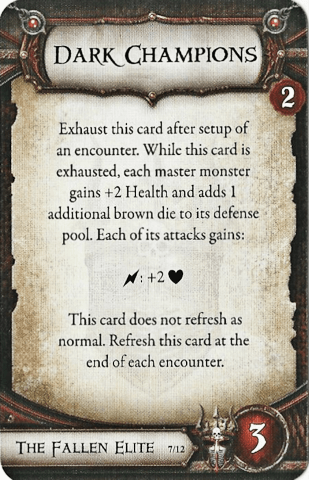 Dark Champions
2
Exhaust this card after setup of
an encounter. While this card is
exhausted, each master monster
gains +2 Health and adds 1
additional brown die to its defense
pool. Each of its attacks gains:
: +2
This card does not refresh as
normal. Refresh this card at the
end of each encounter.
The Fallen Elite 7/12
3